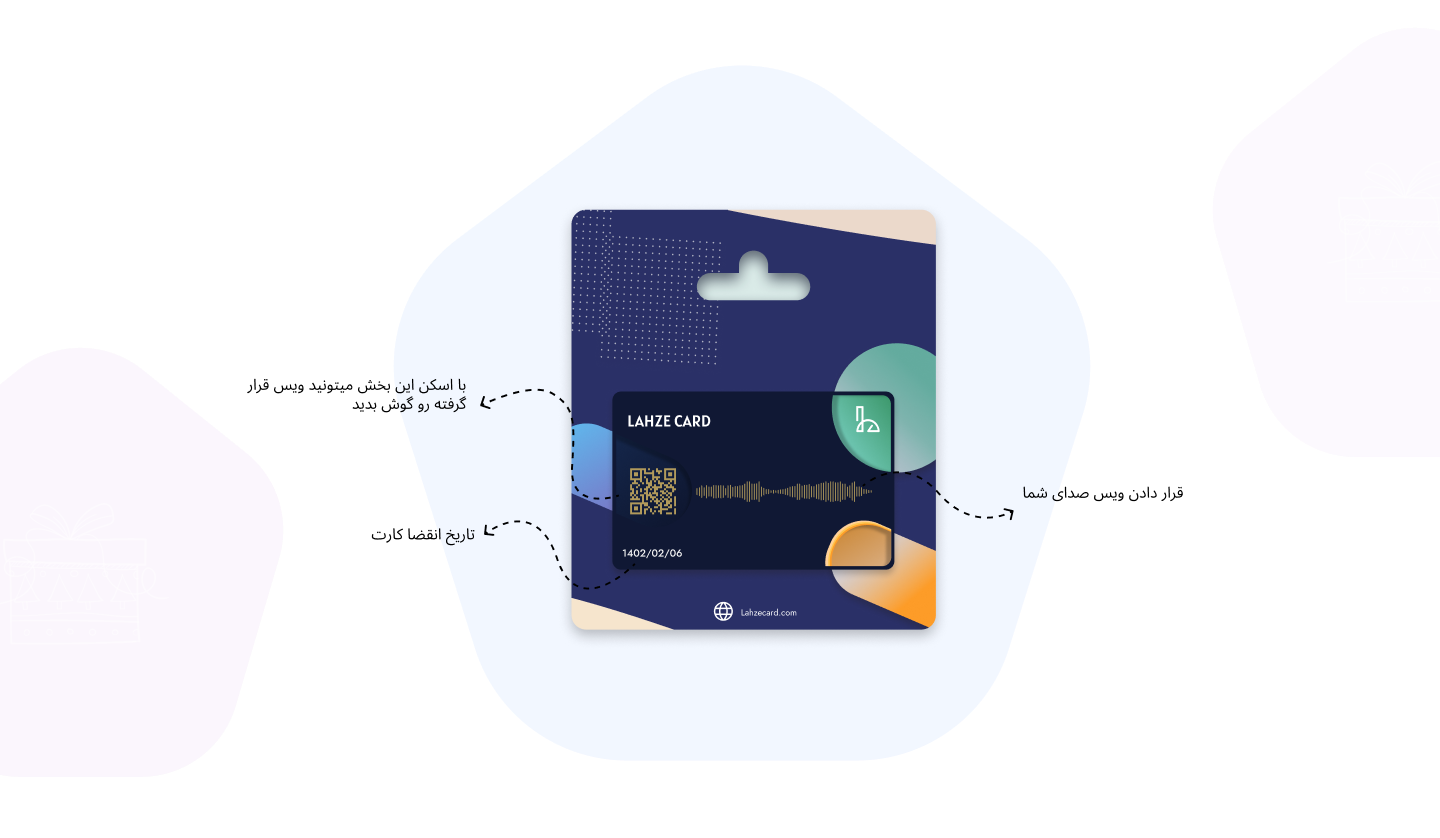 با اسکن این بخش میتونید ویس قرار
گرفته رو گوش بدید
LAHZE CARD
قرار دادن ویس صدای شما
تاریخ انقضا کارت
1402/02/06
Lahzecard.com